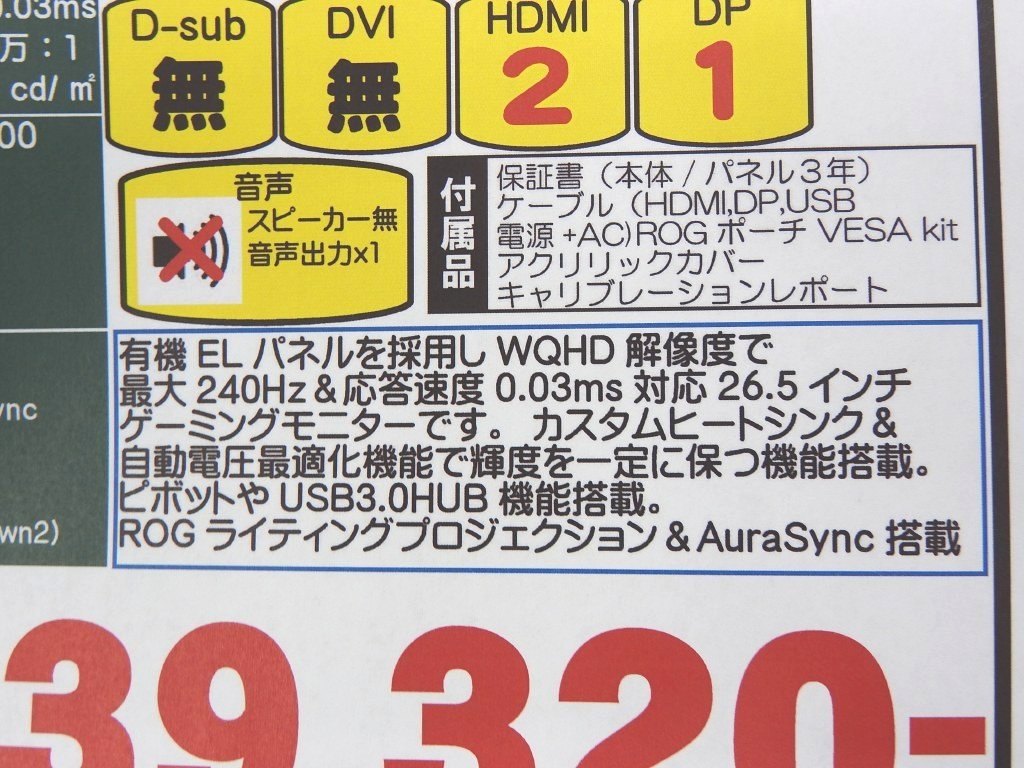 0.03ms
万：1
cd/㎡
00
D-sub
無
DVI
無
HDMI
2
DP
1
音声
スピーカー無
音声出力x1
付属品
保証書（本体 / パネル3年）
ケーブル（HDMI,DP,USB
電源+AC)ROG ポーチ VESA kit
アクリリックカバー
キャリブレーションレポート
ync
wn2)
有機 EL パネルを採用し WQHD 解像度で
最大 240Hz＆応答速度 0.03ms 対応 26.5 インチ
ゲーミングモニターです。 カスタムヒートシンク＆
自動電圧最適化機能で輝度を一定に保つ機能搭載。
ピボットや USB3.0HUB 機能搭載。
ROG ライティングプロジェクション＆AuraSync 搭載
39,320-